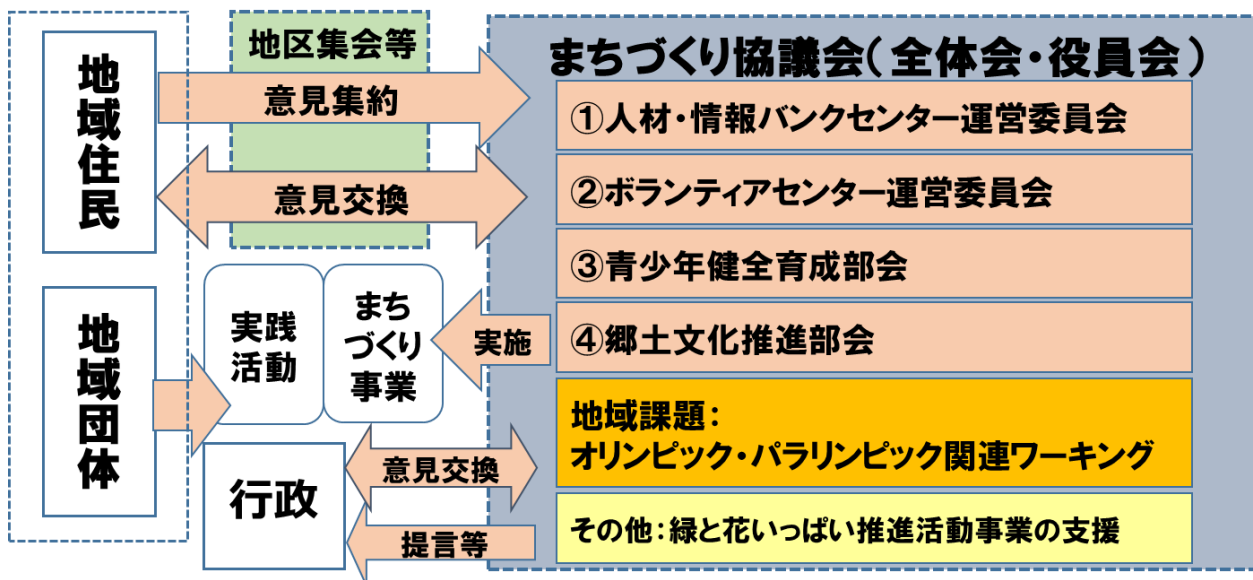 地域住民
地域団体
地区集会等
意見集約
意見交換
実践
活動
まち
づくり
事業
実施
行政
意見交換
提言等
まちづくり協議会(全体会・役員会)
①人材・情報バンクセンター運営委員会
②ボランティアセンター運営委員会
③青少年健全育成部会
④郷土文化推進部会
地域課題:
オリンピック・パラリンピック関連ワーキング
その他:緑と花いっぱい推進活動事業の支援